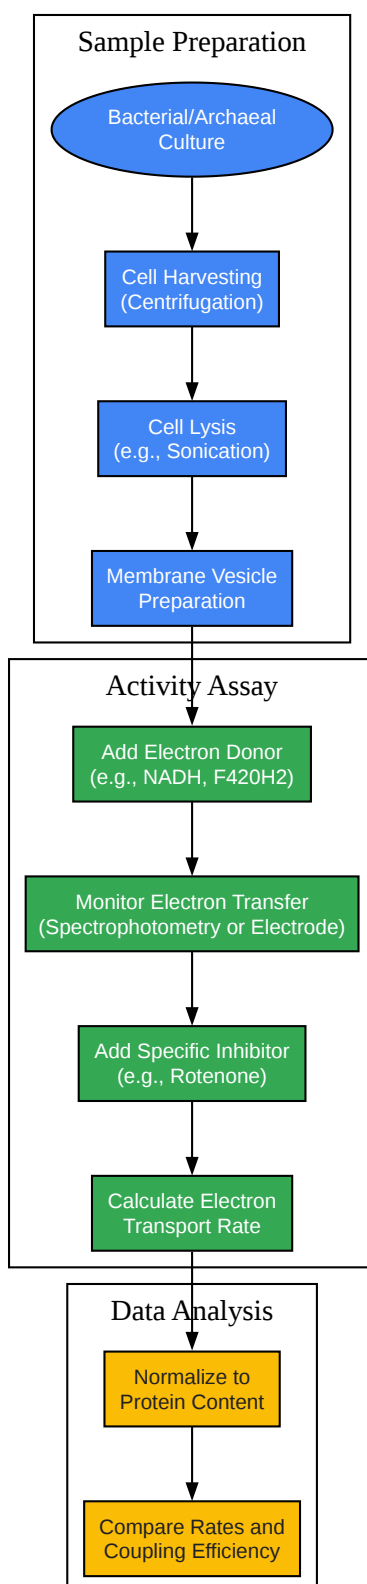 Sample Preparation
Bacterial/Archaeal
Culture
Cell Harvesting
(Centrifugation)
Cell Lysis
(e.g., Sonication)
Membrane Vesicle
Preparation
Activity Assay
Add Electron Donor
(e.g., NADH, F420H2)
Monitor Electron Transfer
(Spectrophotometry or Electrode)
Add Specific Inhibitor
(e.g., Rotenone)
Calculate Electron
Transport Rate
Data Analysis
Normalize to
Protein Content
Compare Rates and
Coupling Efficiency